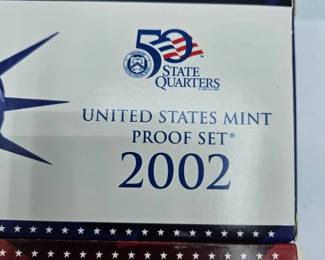 50
STATE
QUARTERS
UNITED STATES MINT
PROOF SET®
2002